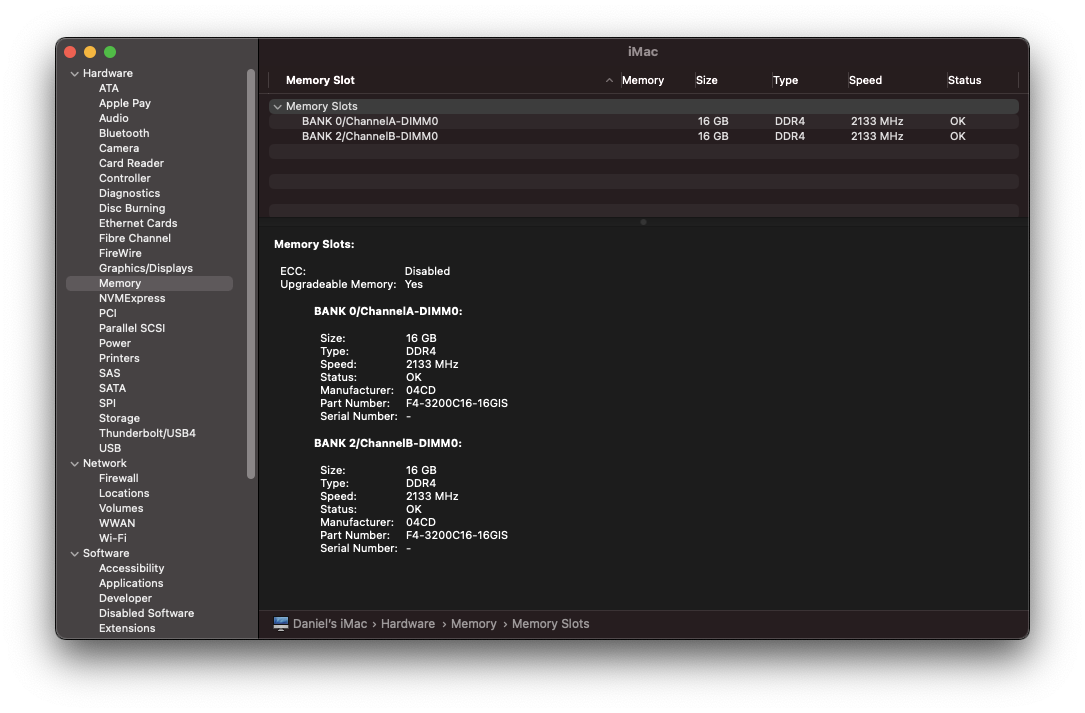 iMac
Hardware
ATA
Apple Pay
Audio
Bluetooth
Camera
Card Reader
Controller
Diagnostics
Disc Burning
Ethernet Cards
Fibre Channel
FireWire
Graphics/Displays
Memory
NVMExpress
PCI
Parallel SCSI
Power
Printers
SAS
SATA
SPI
Storage
Thunderbolt/USB4
USB
Network
Firewall
Locations
Volumes
WWAN
Wi-Fi
Software
Accessibility
Applications
Developer
Disabled Software
Extensions
Memory Slot Memory Size Type Speed Status
Memory Slots
BANK 0/ChannelA-DIMM0 16 GB DDR4 2133 MHz OK
BANK 2/ChannelB-DIMM0 16 GB DDR4 2133 MHz OK
Memory Slots:
ECC: Disabled
Upgradeable Memory: Yes
BANK 0/ChannelA-DIMM0:
Size: 16 GB
Type: DDR4
Speed: 2133 MHz
Status: OK
Manufacturer: 04CD
Part Number: F4-3200C16-16GIS
Serial Number: -
BANK 2/ChannelB-DIMM0:
Size: 16 GB
Type: DDR4
Speed: 2133 MHz
Status: OK
Manufacturer: 04CD
Part Number: F4-3200C16-16GIS
Serial Number: -
Daniel's iMac › Hardware › Memory › Memory Slots